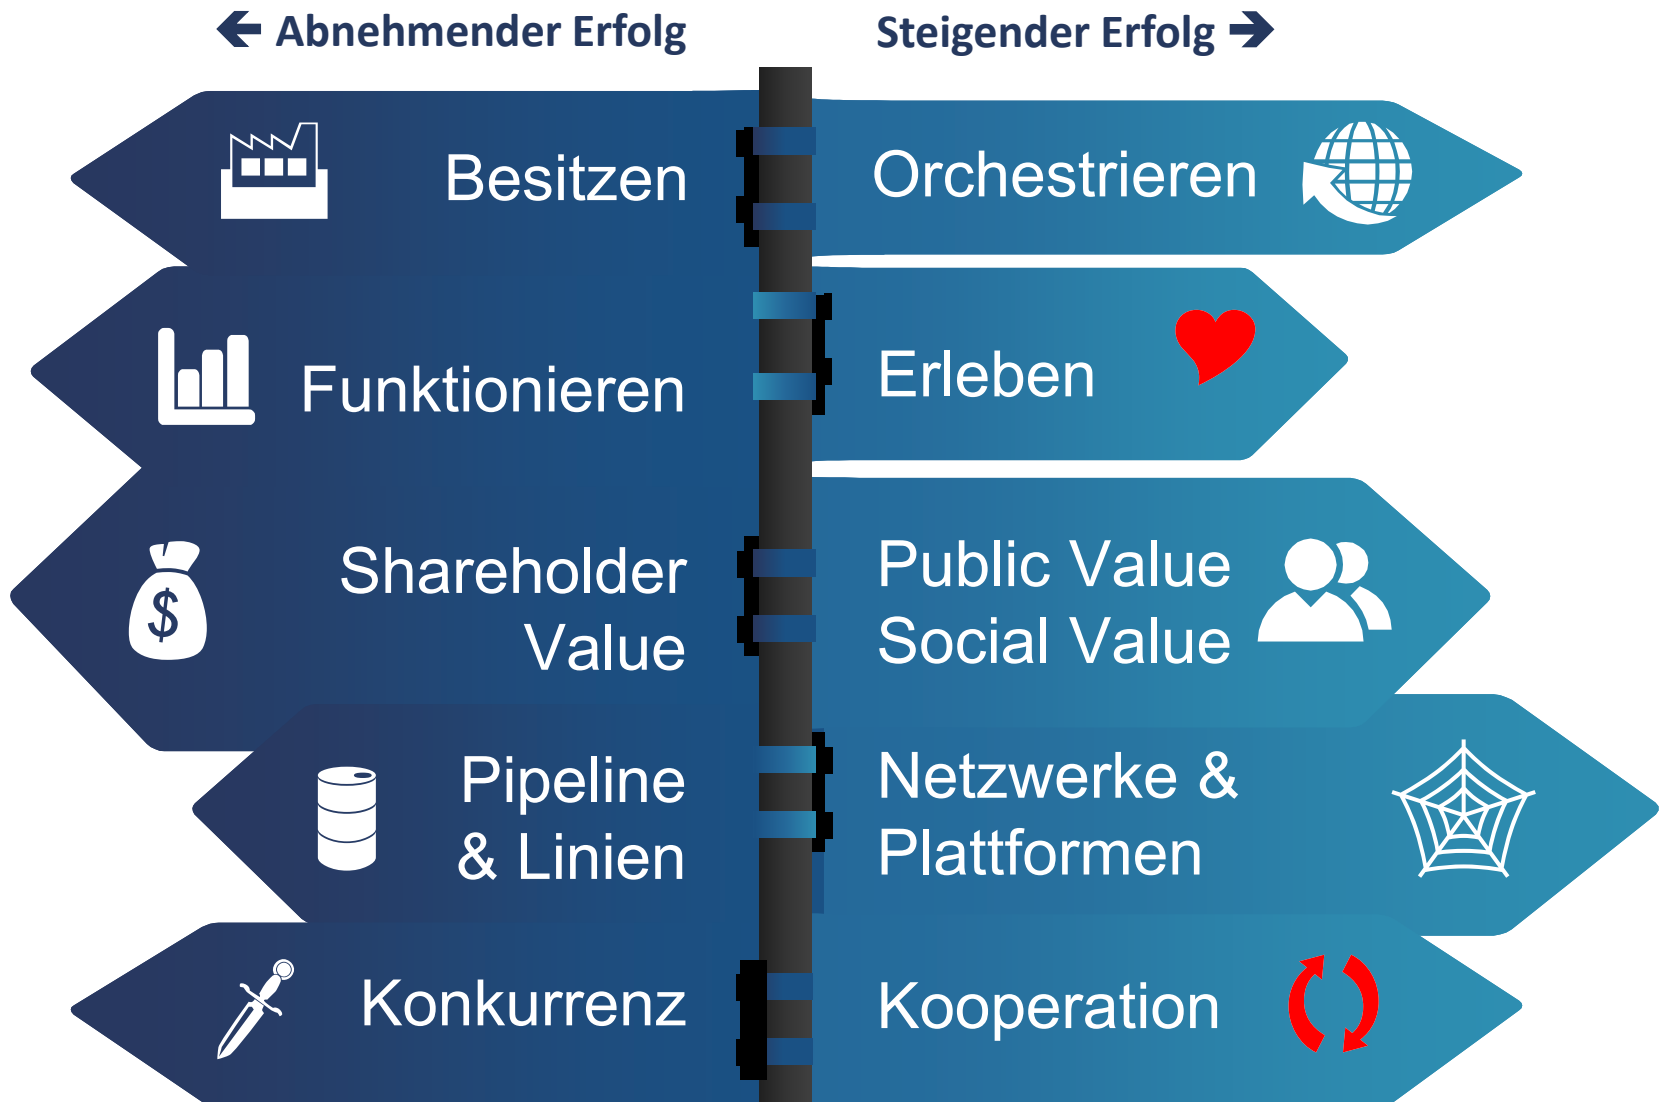 🡸 Abnehmender Erfolg
Steigender Erfolg 🡺
Besitzen
Orchestrieren
Funktionieren
Erleben
Shareholder
Value
$
Public Value
Social Value
Pipeline
& Linien
Netzwerke &
Plattformen
Konkurrenz
Kooperation